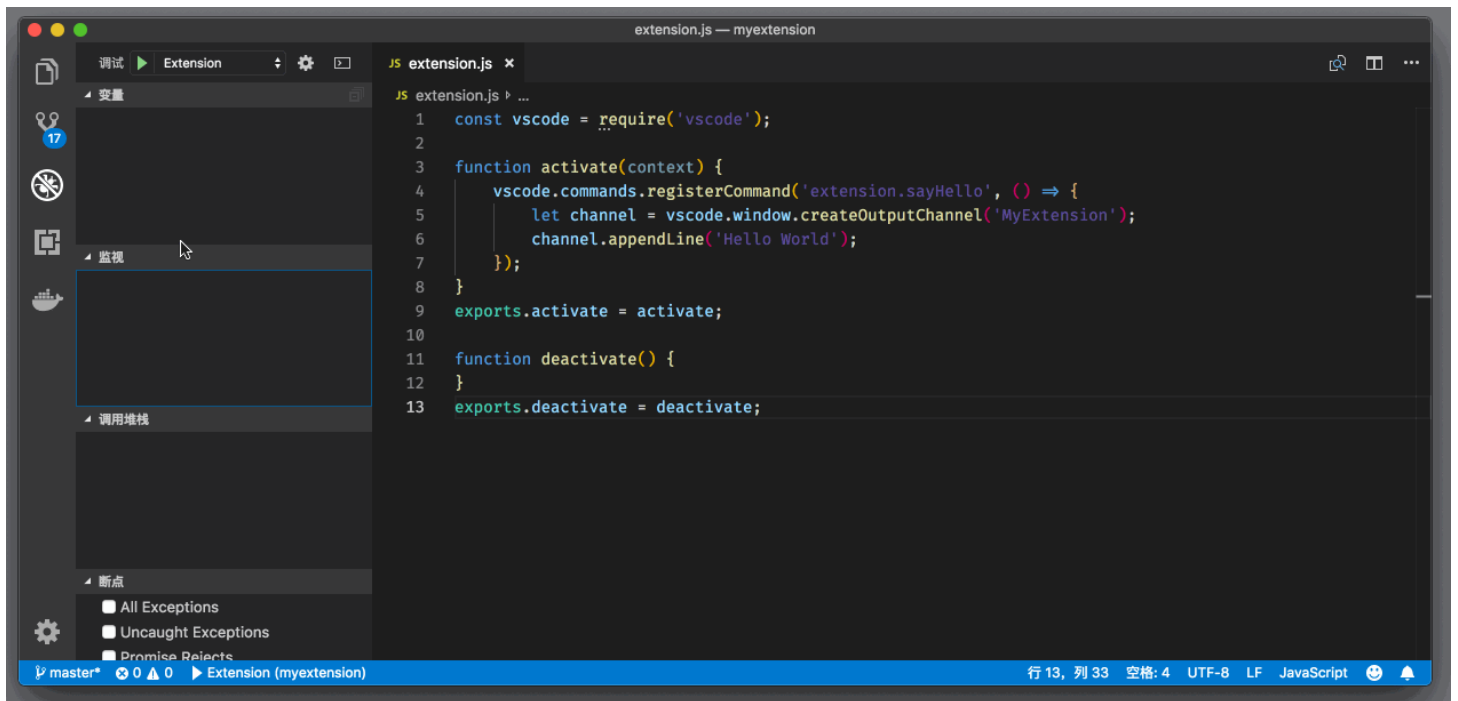 extension.js — myextension
调试 Extension
JS extension.js ×
变量
JS extension.js ...
17
1 const vscode = require('vscode');
2
3 function activate(context) {
4 vscode.commands.registerCommand('extension.sayHello', () ⇒ {
5 let channel = vscode.window.createOutputChannel('MyExtension');
6 channel.appendLine('Hello World');
7 });
8 }
9 exports.activate = activate;
10
11 function deactivate() {
12 }
13 exports.deactivate = deactivate;
监视
调用堆栈
断点
All Exceptions
Uncaught Exceptions
Promise Rejects
master* 0 0 Extension (myextension) 行 13，列 33 空格: 4 UTF-8 LF JavaScript